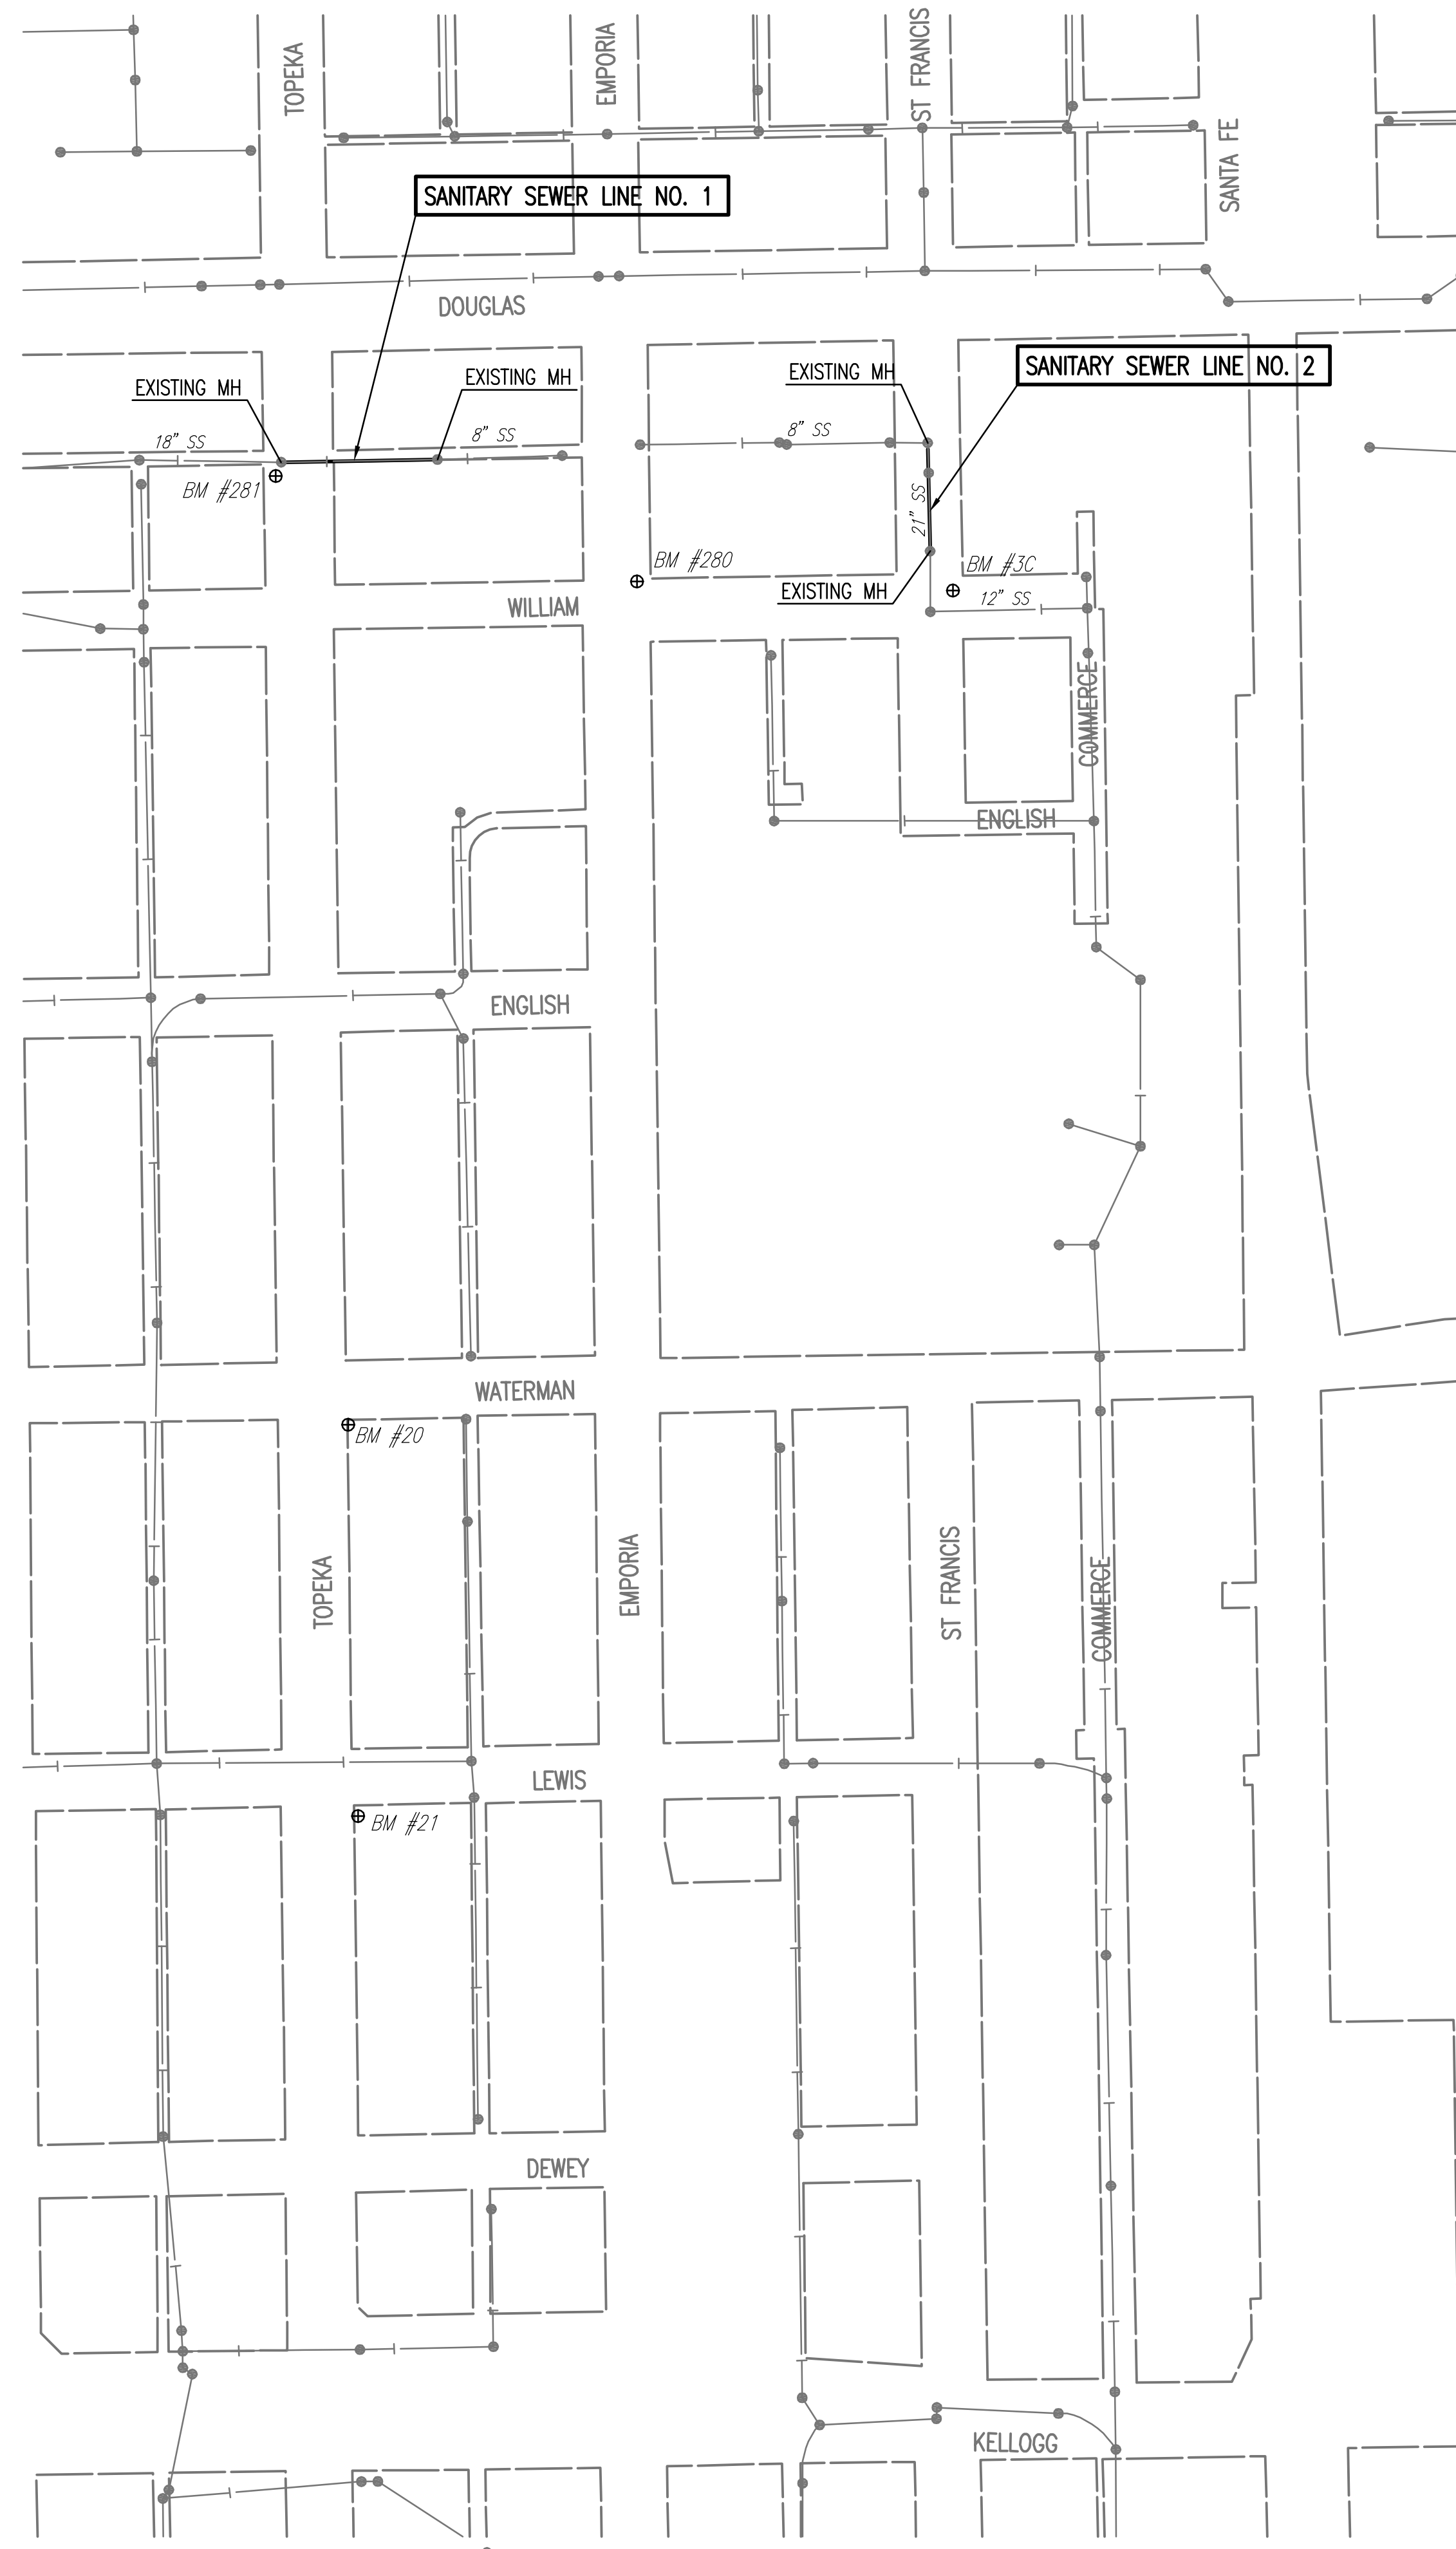 TOPEKA
EMPORIA
ST FRANCIS
SANTA FE
SANITARY SEWER LINE NO. 1
DOUGLAS
SANITARY SEWER LINE NO. 2
EXISTING MH
EXISTING MH
EXISTING MH
18" SS
8" SS
8" SS
BM #281
21" SS
BM #280
BM #3C
EXISTING MH
12" SS
WILLIAM
COMMERCE
ENGLISH
ENGLISH
WATERMAN
BM #20
TOPEKA
EMPORIA
ST FRANCIS
COMMERCE
LEWIS
BM #21
DEWEY
KELLOGG